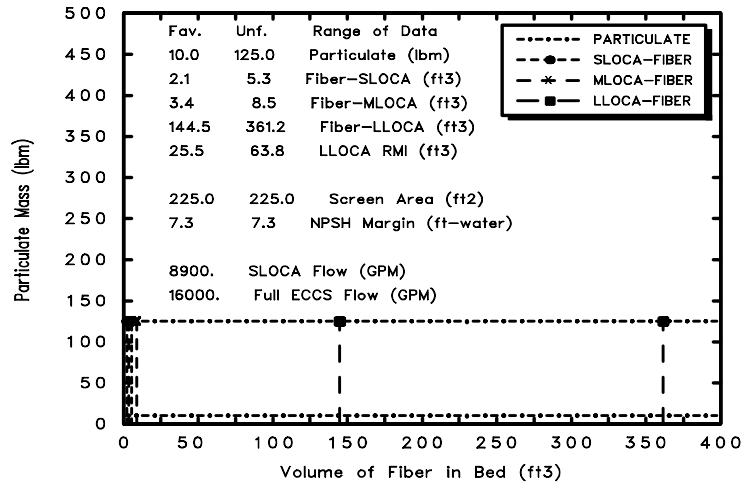 500
450
400
350
300
250
200
150
100
50
0
Particulate Mass (lbm)
Fav. Unf. Range of Data
10.0 125.0 Particulate (lbm)
2.1 5.3 Fiber-SLOCA (ft3)
3.4 8.5 Fiber-MLOCA (ft3)
144.5 361.2 Fiber-LLOCA (ft3)
25.5 63.8 LLOCA RMI (ft3)
225.0 225.0 Screen Area (ft2)
7.3 7.3 NPSH Margin (ft-water)
8900. SLOCA Flow (GPM)
16000. Full ECCS Flow (GPM)
PARTICULATE
SLOCA-FIBER
MLOCA-FIBER
LLOCA-FIBER
0 50 100 150 200 250 300 350 400
Volume of Fiber in Bed (ft3)